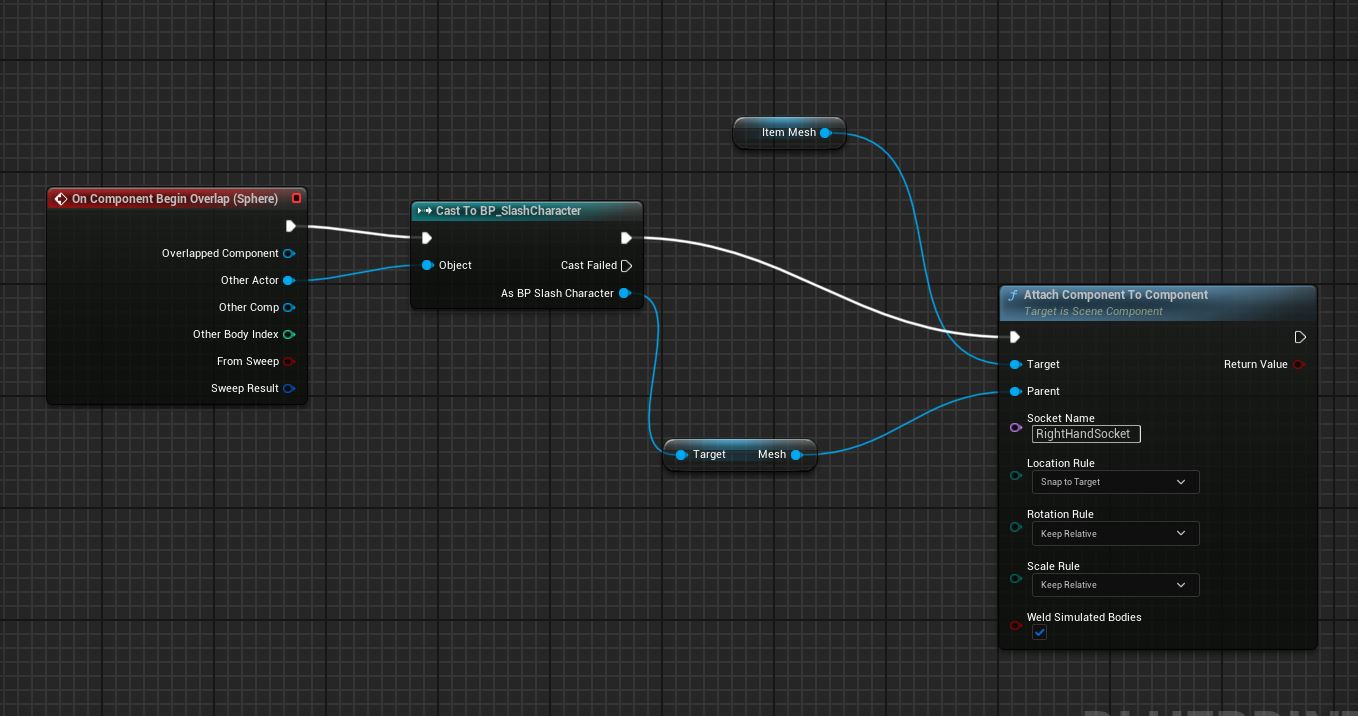 Item Mesh
On Component Begin Overlap (Sphere)
Overlapped Component
Other Actor
Other Comp
Other Body Index
From Sweep
Sweep Result
Cast To BP_SlashCharacter
Object
Cast Failed
As BP Slash Character
Target
Mesh
Attach Component To Component
Target is Scene Component
Target
Return Value
Parent
Socket Name
RightHandSocket
Location Rule
Snap to Target
Rotation Rule
Keep Relative
Scale Rule
Keep Relative
Weld Simulated Bodies